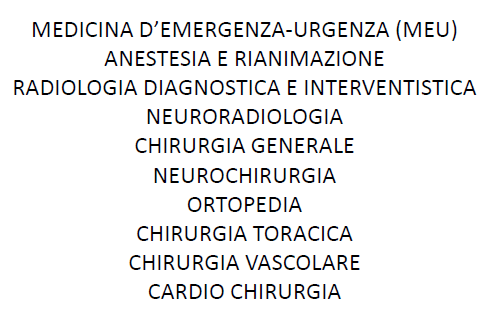 MEDICINA D’EMERGENZA-URGENZA (MEU)
ANESTESIA E RIANIMAZIONE
RADIOLOGIA DIAGNOSTICA E INTERVENTISTICA
NEURORADIOLOGIA
CHIRURGIA GENERALE
NEUROCHIRURGIA
ORTOPEDIA
CHIRURGIA TORACICA
CHIRURGIA VASCOLARE
CARDIO CHIRURGIA